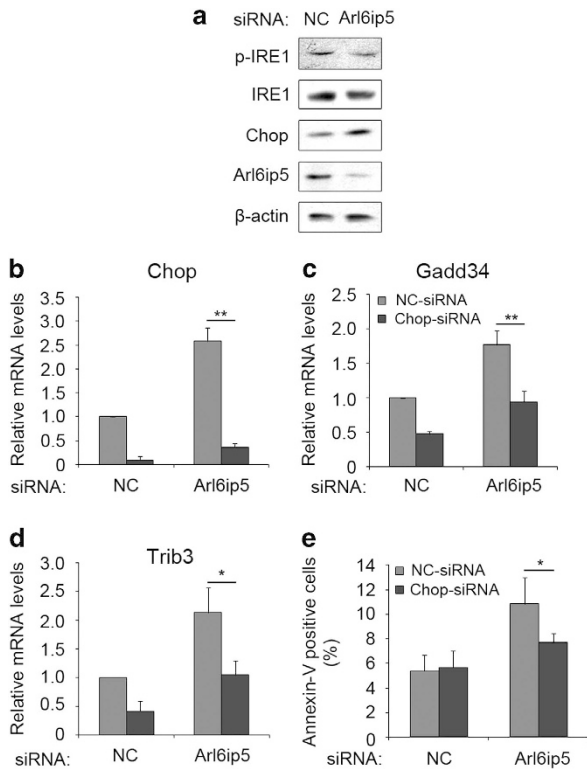 a
siRNA: NC Arl6ip5
p-IRE1
IRE1
Chop
Arl6ip5
β-actin
b
Chop
Relative mRNA levels
3.5
3.0
2.5
2.0
1.5
1.0
0.5
0
**
siRNA: NC Arl6ip5
c
Gadd34
Relative mRNA levels
2.5
2.0
1.5
1.0
0.5
0
NC-siRNA
Chop-siRNA
**
siRNA: NC Arl6ip5
d
Trib3
Relative mRNA levels
3.0
2.5
2.0
1.5
1.0
0.5
0.0
*
siRNA: NC Arl6ip5
e
Annexin-V positive cells
(%)
14
12
10
8
6
4
2
0
NC-siRNA
Chop-siRNA
*
siRNA: NC Arl6ip5